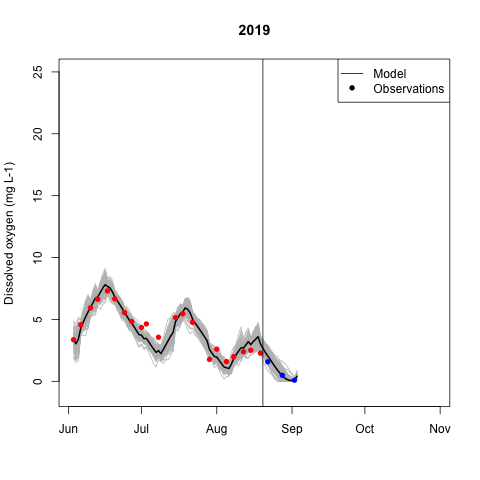 2019
Model
Observations
Dissolved oxygen (mg L-1)
25
20
15
10
5
0
Jun Jul Aug Sep Oct Nov